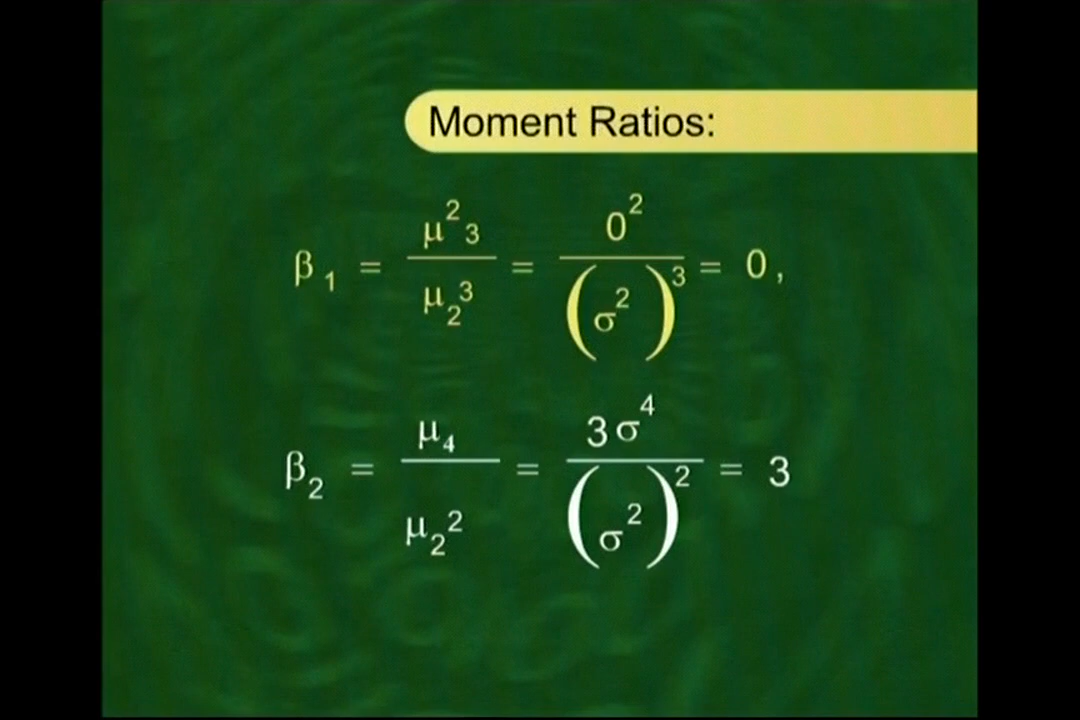 Moment Ratios:
β₁ = μ²₃ / μ₂³ = 0² / (σ²)³ = 0,
β₂ = μ₄ / μ₂² = 3σ⁴ / (σ²)² = 3